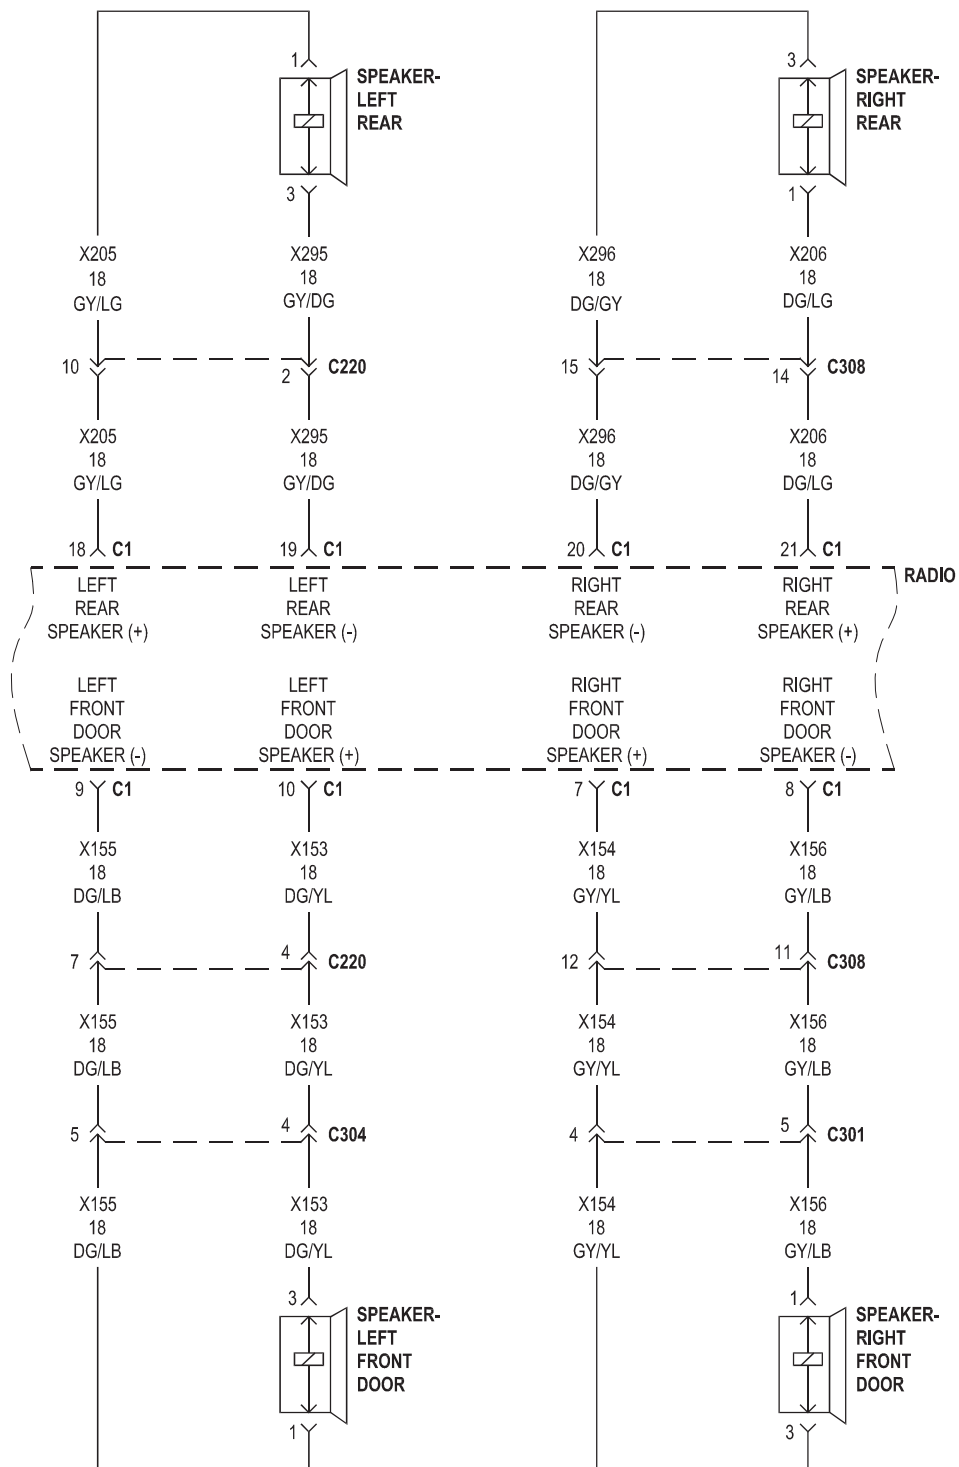 1
SPEAKER-
LEFT
REAR
3
3
SPEAKER-
RIGHT
REAR
1
X205
18
GY/LG
X295
18
GY/DG
X296
18
DG/GY
X206
18
DG/LG
10
2
C220
15
14
C308
X205
18
GY/LG
X295
18
GY/DG
X296
18
DG/GY
X206
18
DG/LG
18 C1
19 C1
20 C1
21 C1
RADIO
LEFT
REAR
SPEAKER (+)
LEFT
REAR
SPEAKER (-)
RIGHT
REAR
SPEAKER (-)
RIGHT
REAR
SPEAKER (+)
LEFT
FRONT
DOOR
SPEAKER (-)
LEFT
FRONT
DOOR
SPEAKER (+)
RIGHT
FRONT
DOOR
SPEAKER (+)
RIGHT
FRONT
DOOR
SPEAKER (-)
9 C1
10 C1
7 C1
8 C1
X155
18
DG/LB
X153
18
DG/YL
X154
18
GY/YL
X156
18
GY/LB
7
4
C220
12
11
C308
X155
18
DG/LB
X153
18
DG/YL
X154
18
GY/YL
X156
18
GY/LB
5
4
C304
4
5
C301
X155
18
DG/LB
X153
18
DG/YL
X154
18
GY/YL
X156
18
GY/LB
3
SPEAKER-
LEFT
FRONT
DOOR
1
1
SPEAKER-
RIGHT
FRONT
DOOR
3